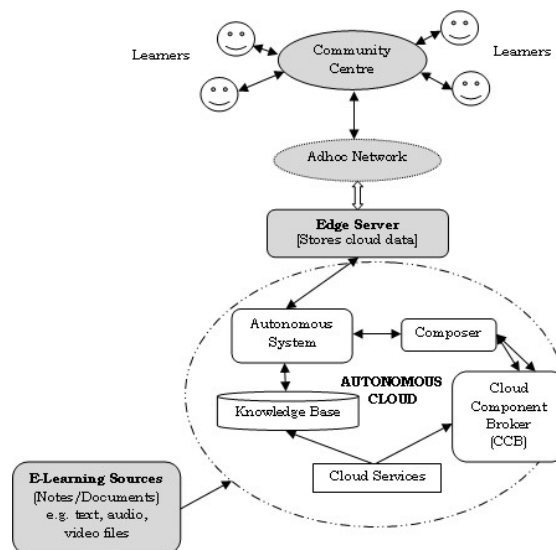 Learners
Community
Centre
Learners
Adhoc Network
Edge Server
[Stores cloud data]
Autonomous
System
Composer
AUTONOMOUS
CLOUD
Knowledge Base
Cloud
Component
Broker
(CCB)
Cloud Services
E-Learning Sources
(Notes/Documents)
e.g. text, audio,
video files